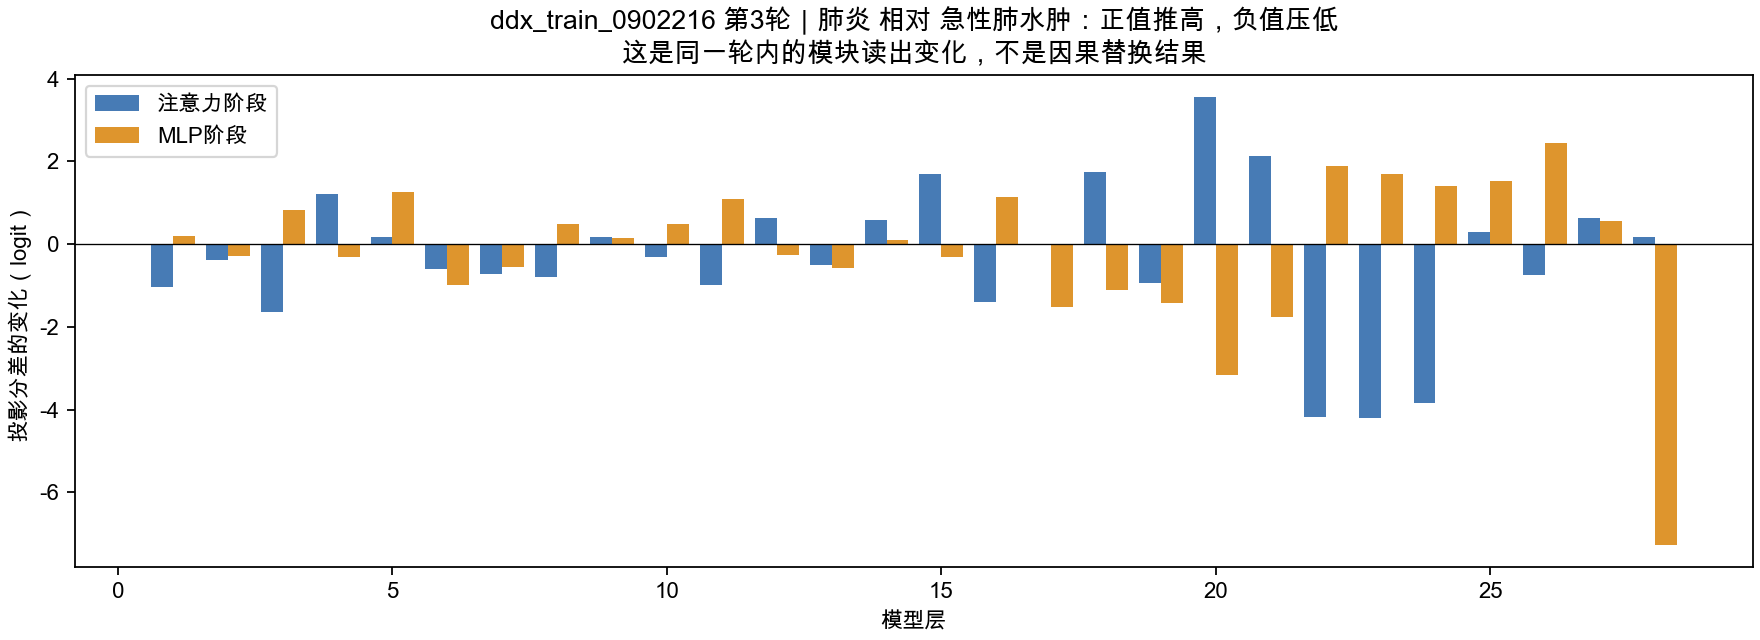 ddx_train_0902216 第3轮 | 肺炎 相对 急性肺水肿：正值推高，负值压低
这是同一轮内的模块读出变化，不是因果替换结果
注意力阶段
MLP阶段
投影分差的变化（logit）
4
2
0
-2
-4
-6
0
5
10
15
20
25
模型层